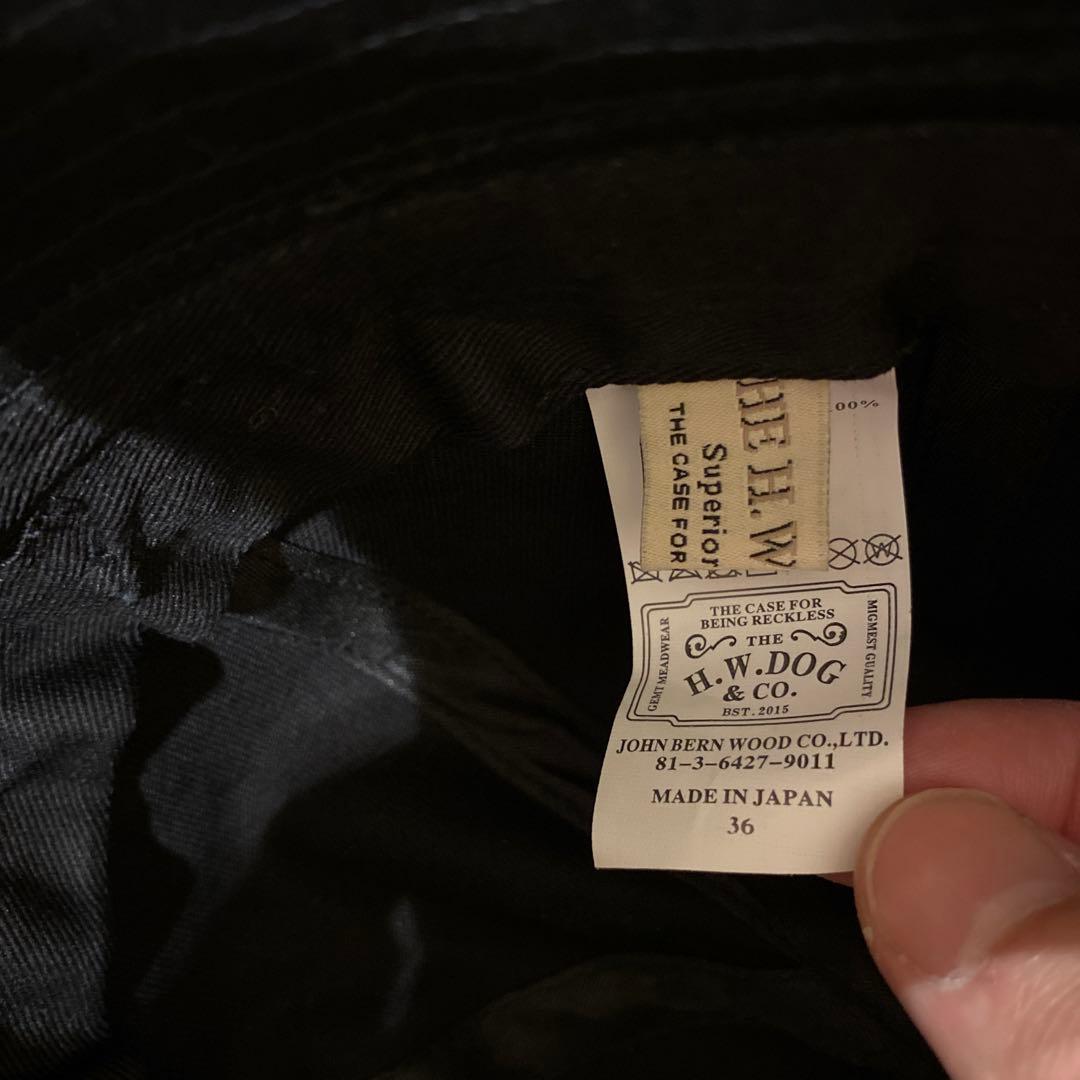 THE H.W
Superior
THE CASE FOR
00%
THE CASE FOR
BEING RECKLESS
THE
H.W.DOG
& CO.
BST. 2015
GEMT MEADWEAR
MIGMEST GUALITY
JOHN BERN WOOD CO.,LTD.
81-3-6427-9011
MADE IN JAPAN
36